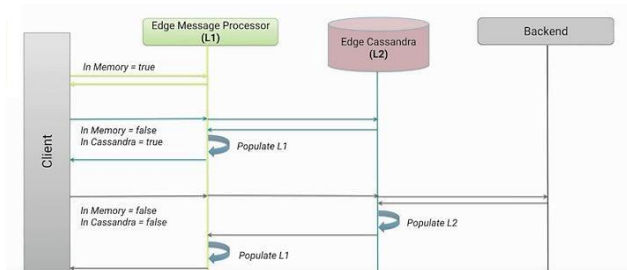 Edge Message Processor
(L1)
Edge Cassandra
(L2)
Backend
Client
In Memory = true
In Memory = false
In Cassandra = true
Populate L1
In Memory = false
In Cassandra = false
Populate L2
Populate L1